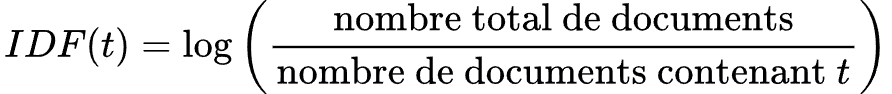 IDF(t) = log ( nombre total de documents / nombre de documents contenant t )